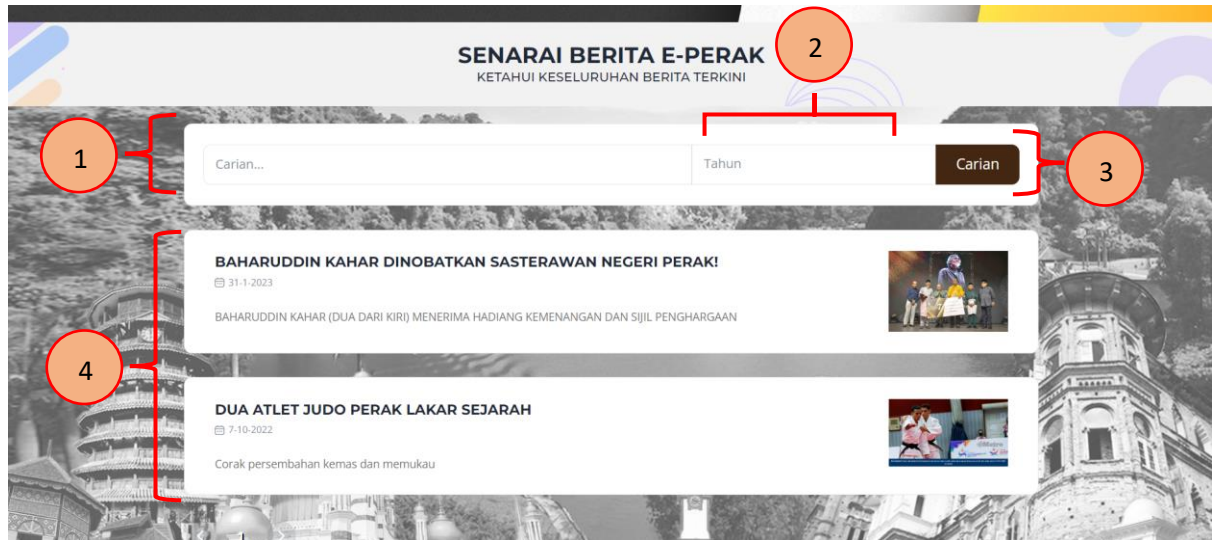 SENARAI BERITA E-PERAK
KETAHUI KESELURUHAN BERITA TERKINI
2
1
Carian...
Tahun
Carian
3
BAHARUDDIN KAHAR DINOBATKAN SASTERAWAN NEGERI PERAK!
31-1-2023
BAHARUDDIN KAHAR (DUA DARI KIRI) MENERIMA HADIANG KEMENANGAN DAN SIJIL PENGHARGAAN
4
DUA ATLET JUDO PERAK LAKAR SEJARAH
7-10-2022
Corak persembahan kemas dan memukau